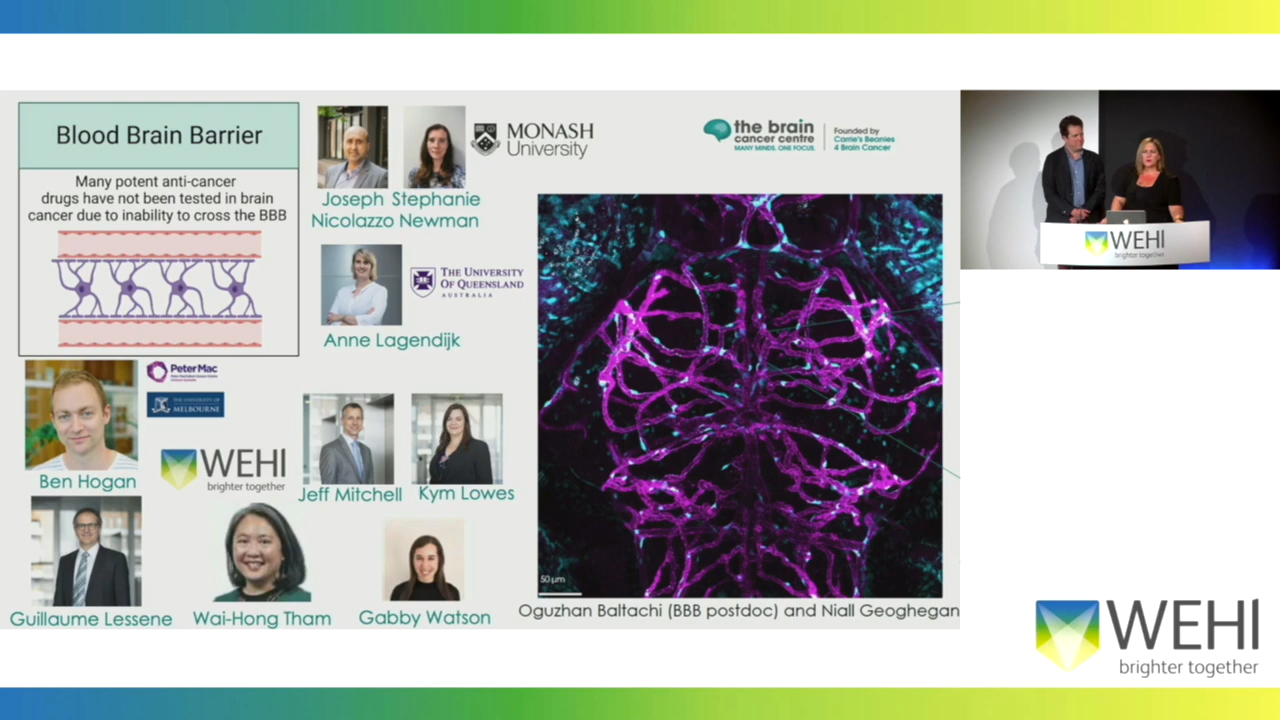 Blood Brain Barrier
Many potent anti-cancer
drugs have not been tested in brain
cancer due to inability to cross the BBB
MONASH
University
Joseph Stephanie
Nicolazzo Newman
the brain
cancer centre
MANY MINDS. ONE FOCUS.
Founded by
Carrie's Beanies
4 Brain Cancer
THE UNIVERSITY
OF QUEENSLAND
AUSTRALIA
Anne Lagendijk
Peter Mac
THE UNIVERSITY OF
MELBOURNE
Ben Hogan
WEHI
brighter together
Jeff Mitchell
Kym Lowes
Guillaume Lessene
Wai-Hong Tham
Gabby Watson
50 µm
Oguzhan Baltachi (BBB postdoc) and Niall Geoghegan
WEHI
brighter together
WEHI
brighter together